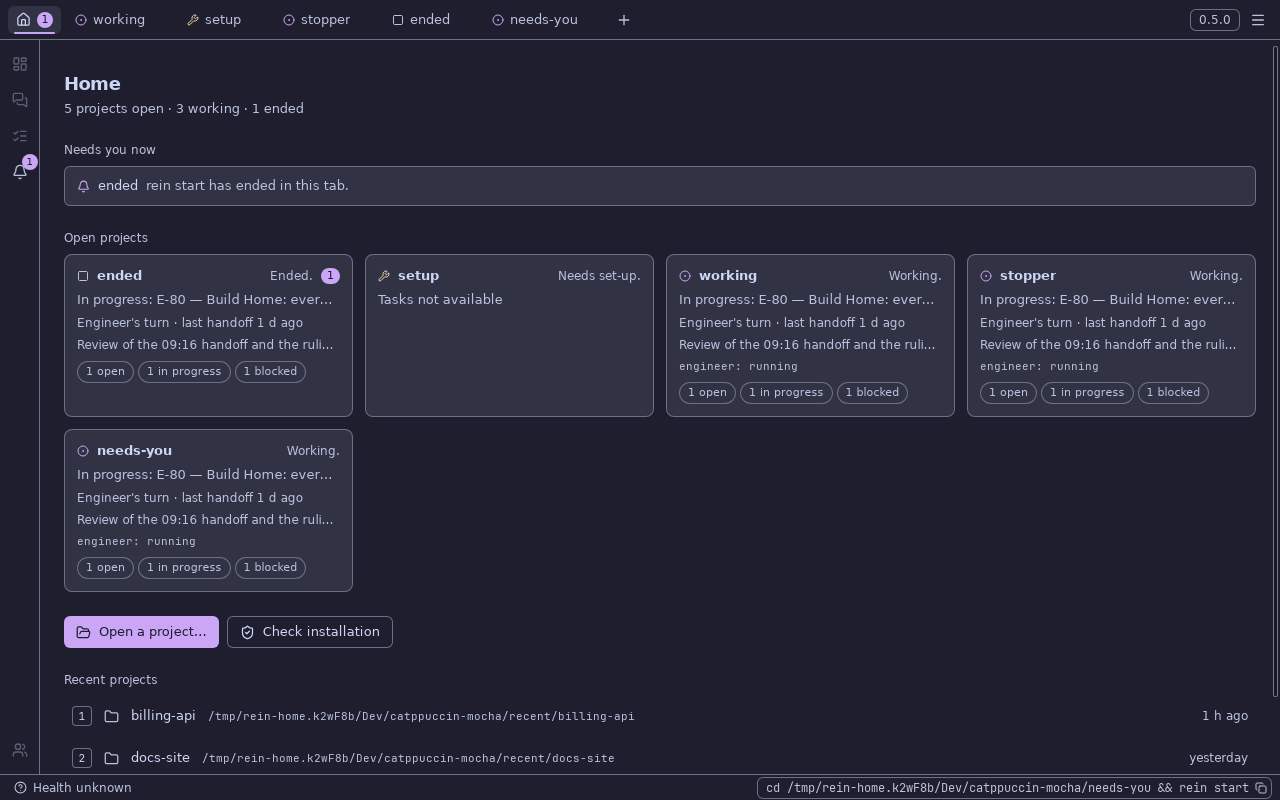 1 working setup stopper ended needs-you 0.5.0
Home
5 projects open · 3 working · 1 ended
1
Needs you now
ended rein start has ended in this tab.
Open projects
ended Ended. 1
In progress: E-80 — Build Home: ever…
Engineer's turn · last handoff 1 d ago
Review of the 09:16 handoff and the ruli…
1 open 1 in progress 1 blocked
setup Needs set-up.
Tasks not available
working Working.
In progress: E-80 — Build Home: ever…
Engineer's turn · last handoff 1 d ago
Review of the 09:16 handoff and the ruli…
engineer: running
1 open 1 in progress 1 blocked
stopper Working.
In progress: E-80 — Build Home: ever…
Engineer's turn · last handoff 1 d ago
Review of the 09:16 handoff and the ruli…
engineer: running
1 open 1 in progress 1 blocked
needs-you Working.
In progress: E-80 — Build Home: ever…
Engineer's turn · last handoff 1 d ago
Review of the 09:16 handoff and the ruli…
engineer: running
1 open 1 in progress 1 blocked
Open a project… Check installation
Recent projects
1 billing-api /tmp/rein-home.k2wF8b/Dev/catppuccin-mocha/recent/billing-api 1 h ago
2 docs-site /tmp/rein-home.k2wF8b/Dev/catppuccin-mocha/recent/docs-site yesterday
Health unknown cd /tmp/rein-home.k2wF8b/Dev/catppuccin-mocha/needs-you && rein start